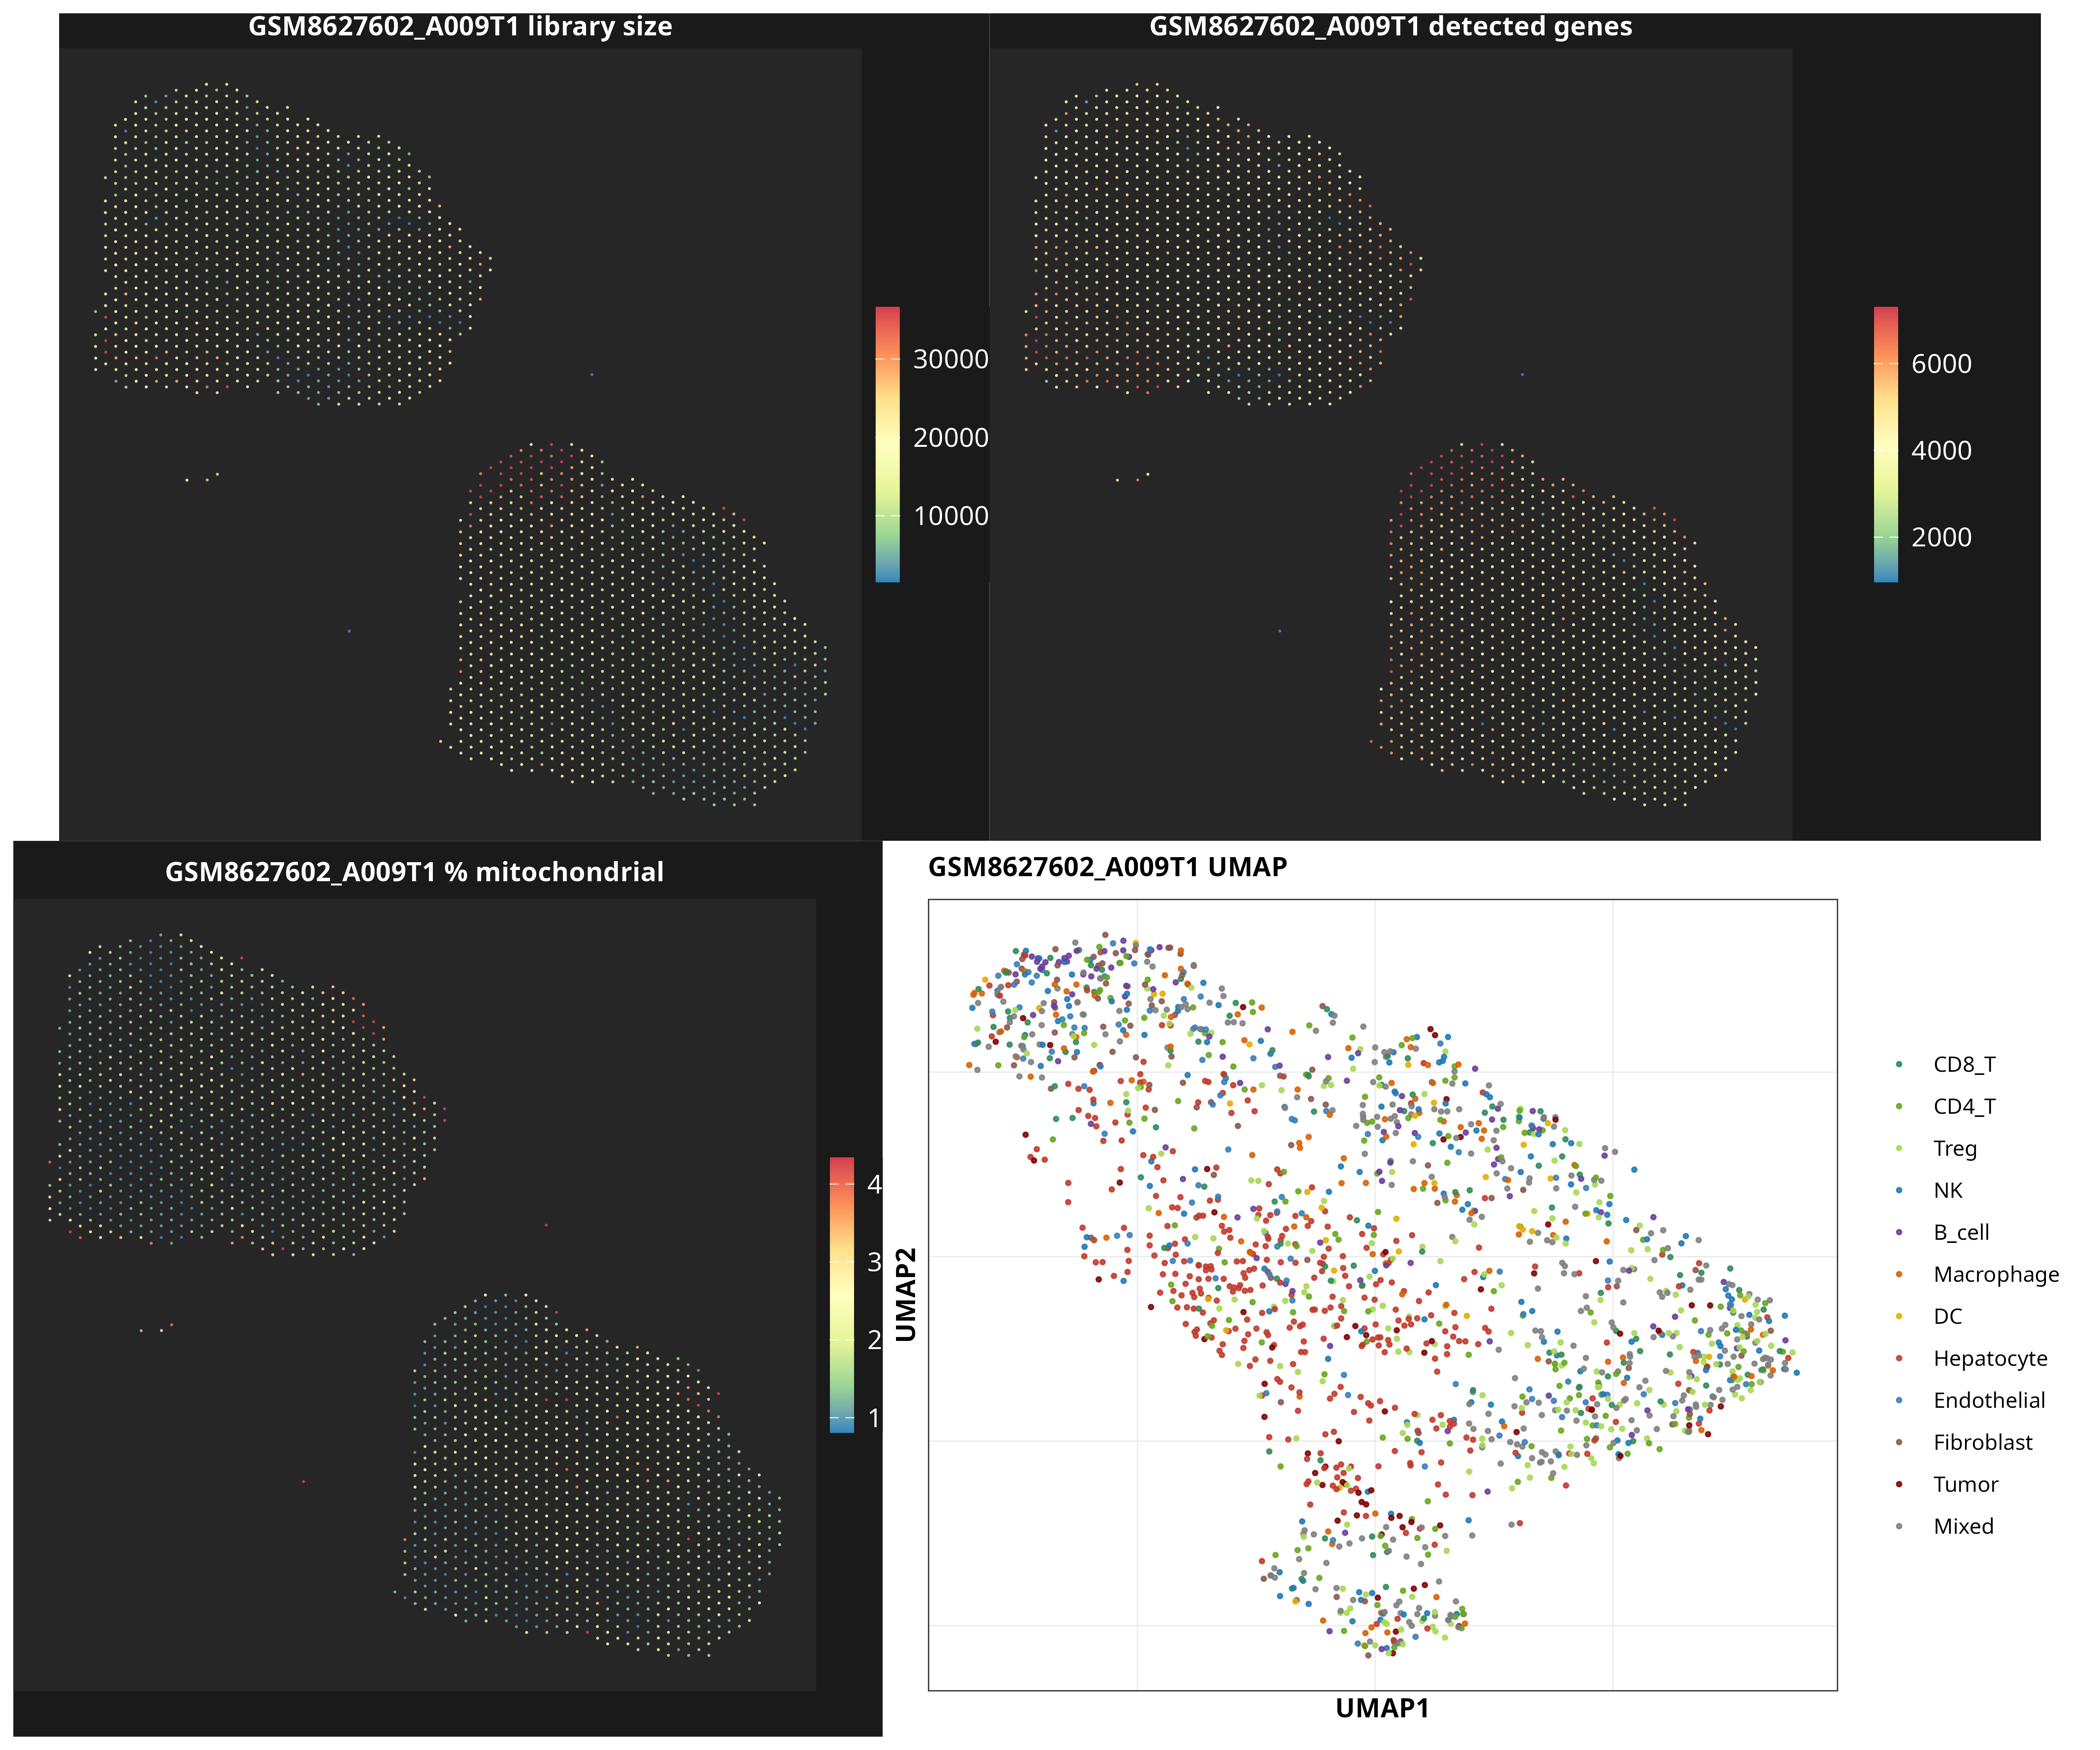 GSM8627602_A009T1 library size
30000
20000
10000
GSM8627602_A009T1 detected genes
6000
4000
2000
GSM8627602_A009T1 % mitochondrial
4
3
2
1
GSM8627602_A009T1 UMAP
UMAP2
UMAP1
CD8_T
CD4_T
Treg
NK
B_cell
Macrophage
DC
Hepatocyte
Endothelial
Fibroblast
Tumor
Mixed